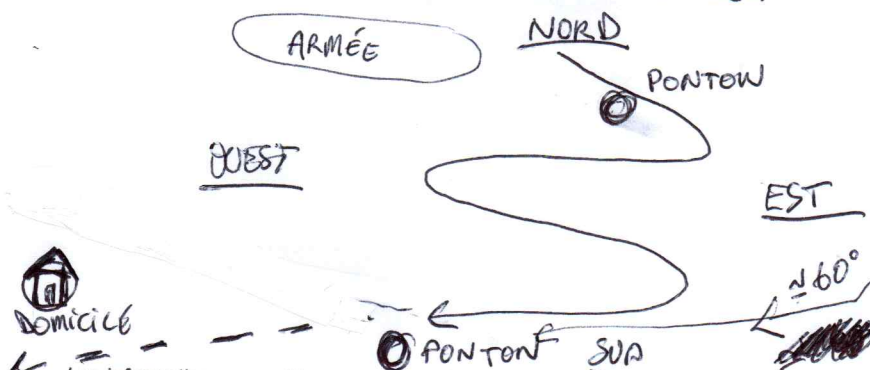 NORD
ARMÉE
PONTON
OUEST
EST
≃ 60°
DOMICILE
PONTON
SUD